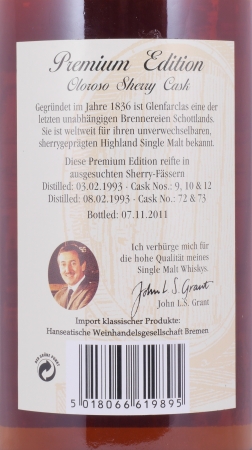 Premium Edition
Oloroso Sherry Cask
Gegründet im Jahre 1836 ist Glenfarclas eine der
letzten unabhängigen Brennereien Schottlands.
Sie ist weltweit für ihren unverwechselbaren,
sherrygeprägten Highland Single Malt bekannt.
Diese Premium Edition reifte in
ausgesuchten Sherry-Fässern
Distilled: 03.02.1993 - Cask Nos.: 9, 10 & 12
Distilled: 08.02.1993 - Cask Nos.: 72 & 73
Bottled: 07.11.2011
Ich verbürge mich für
die hohe Qualität meines
Single Malt Whiskys.
John L S. Grant
John L.S. Grant
Import klassischer Produkte:
Hanseatische Weinhandelsgesellschaft Bremen
5 018066 619895